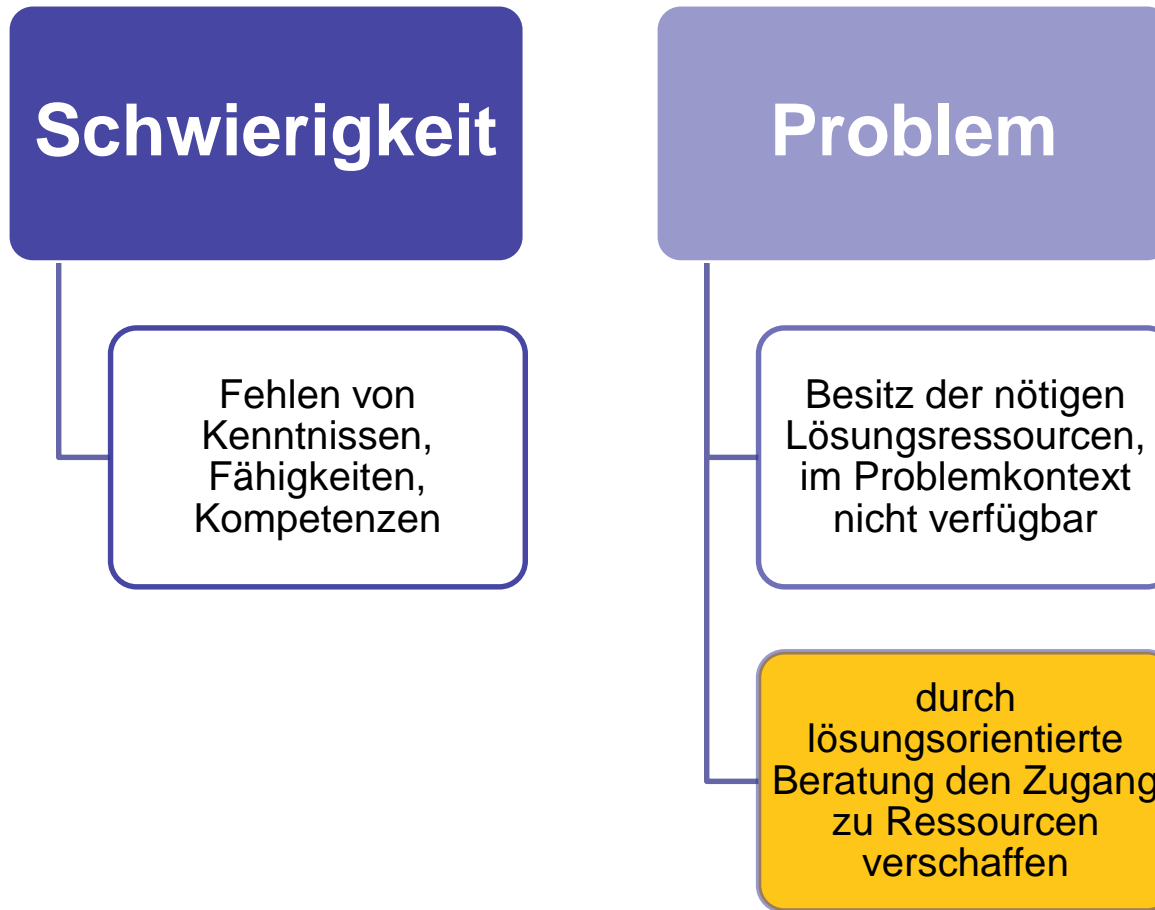 Schwierigkeit
Fehlen von
Kenntnissen,
Fähigkeiten,
Kompetenzen
Problem
Besitz der nötigen
Lösungsressourcen,
im Problemkontext
nicht verfügbar
durch
lösungsorientierte
Beratung den Zugang
zu Ressourcen
verschaffen